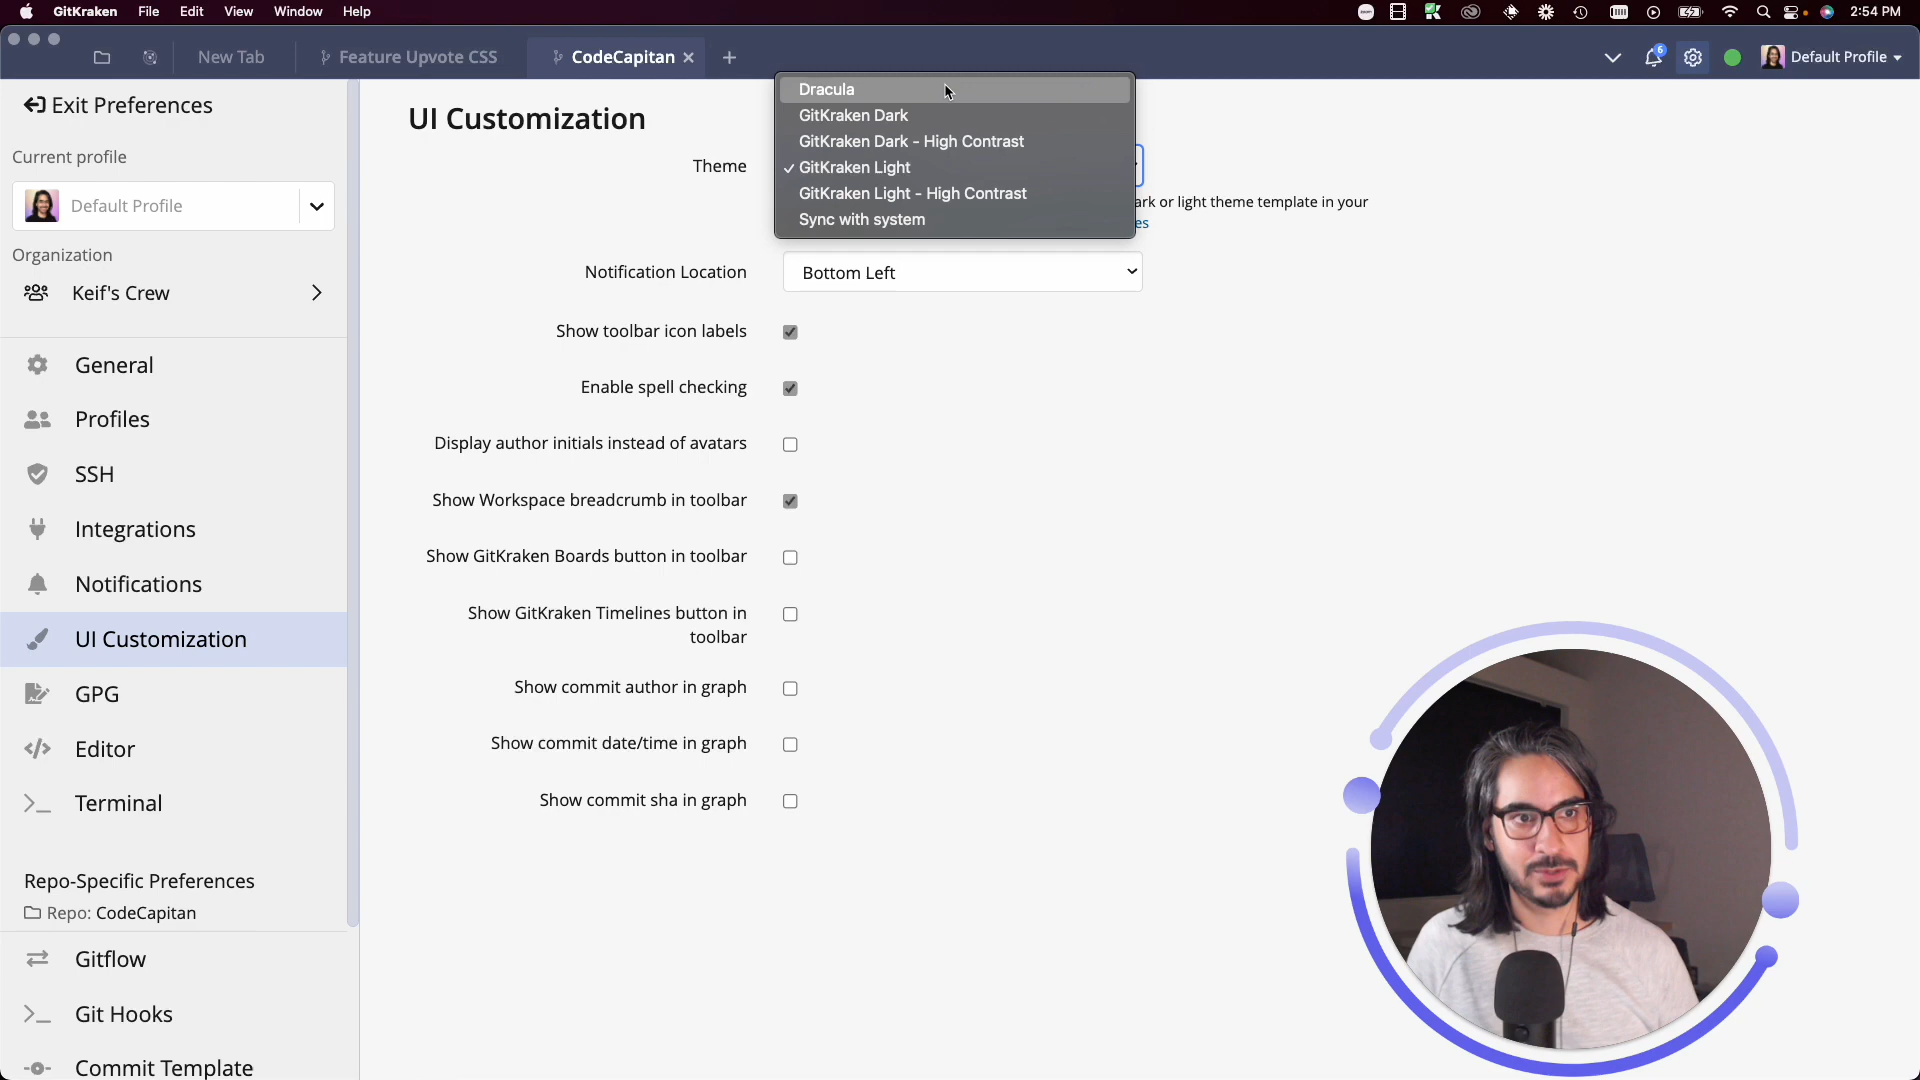 GitKraken File Edit View Window Help
2:54 PM
New Tab
Feature Upvote CSS
CodeCapitan
6
Default Profile
Exit Preferences
Current profile
Default Profile
Organization
Keif's Crew
General
Profiles
SSH
Integrations
Notifications
UI Customization
GPG
Editor
Terminal
Repo-Specific Preferences
Repo: CodeCapitan
Gitflow
Git Hooks
Commit Template
UI Customization
Theme
Dracula
GitKraken Dark
GitKraken Dark - High Contrast
✓ GitKraken Light
GitKraken Light - High Contrast
Sync with system
ark or light theme template in your
es
Notification Location
Bottom Left
Show toolbar icon labels
Enable spell checking
Display author initials instead of avatars
Show Workspace breadcrumb in toolbar
Show GitKraken Boards button in toolbar
Show GitKraken Timelines button in
toolbar
Show commit author in graph
Show commit date/time in graph
Show commit sha in graph